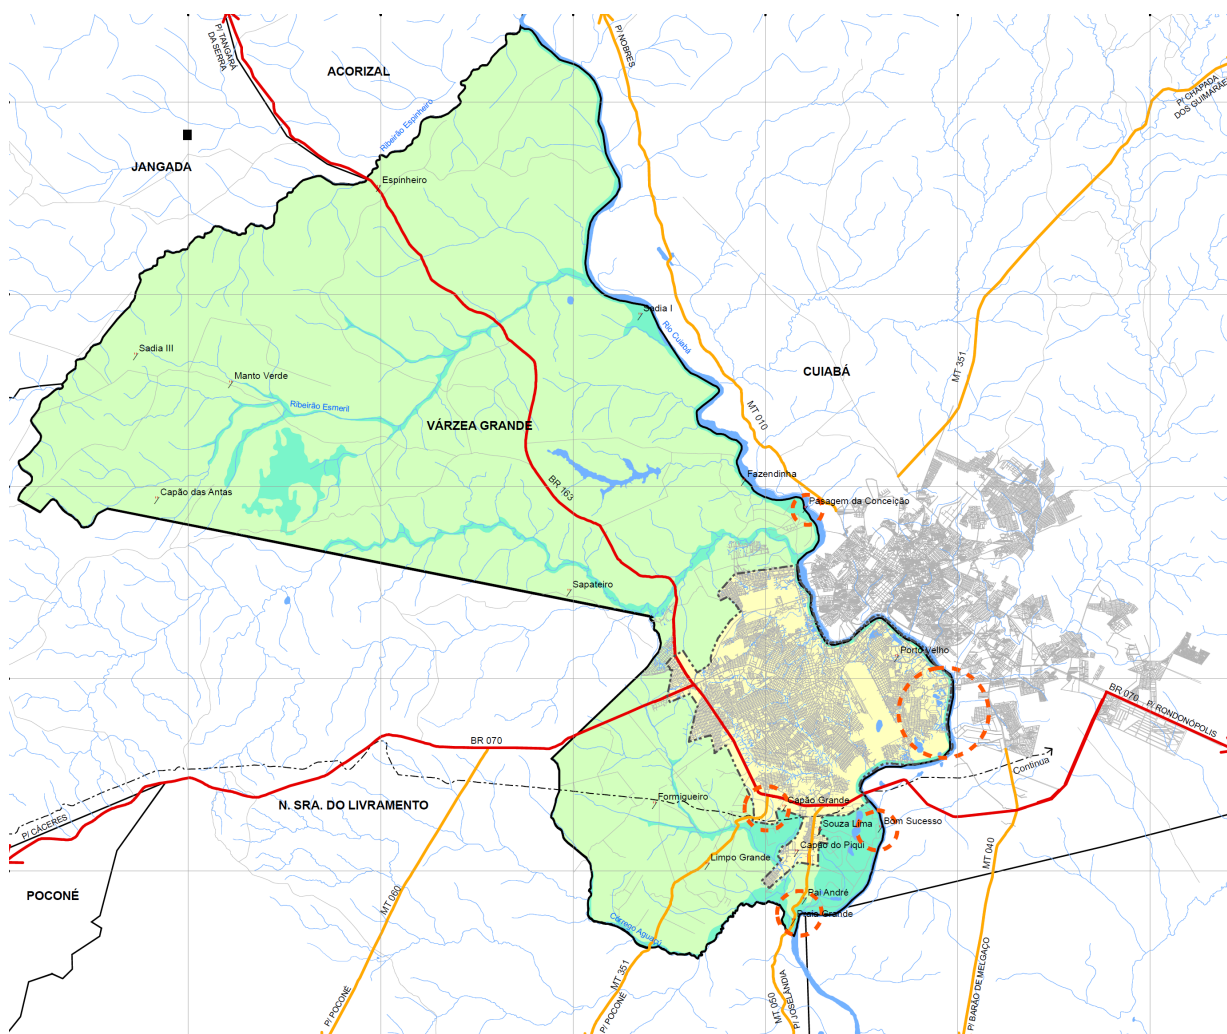 P/ TANGARÁ
DA SERRA
ACORIZAL
P/ NOBRES
P/ CHAPADA
DOS GUIMARÃES
Ribeirão Espinheiro
JANGADA
Espinheiro
Sadia I
Rio Cuiabá
Sadia III
Manto Verde
CUIABÁ
MT 351
Ribeirão Esmeril
VÁRZEA GRANDE
MT 010
Fazendinha
BR 163
Capão das Antas
Pasagem da Conceição
Sapateiro
Porto Velho
BR 070 P/ RONDONÓPOLIS
BR 070
Continua
Formigueiro
Capão Grande
N. SRA. DO LIVRAMENTO
P/ CÁCERES
Souza Lima
Bom Sucesso
Capão do Piqui
Limpo Grande
MT 040
POCONÉ
MT 060
Pai André
Praia Grande
MT 351
P/ POCONÉ
P/ POCONÉ
MT 050
P/ JOSELÂNDIA
P/ BARÃO DE MELGAÇO